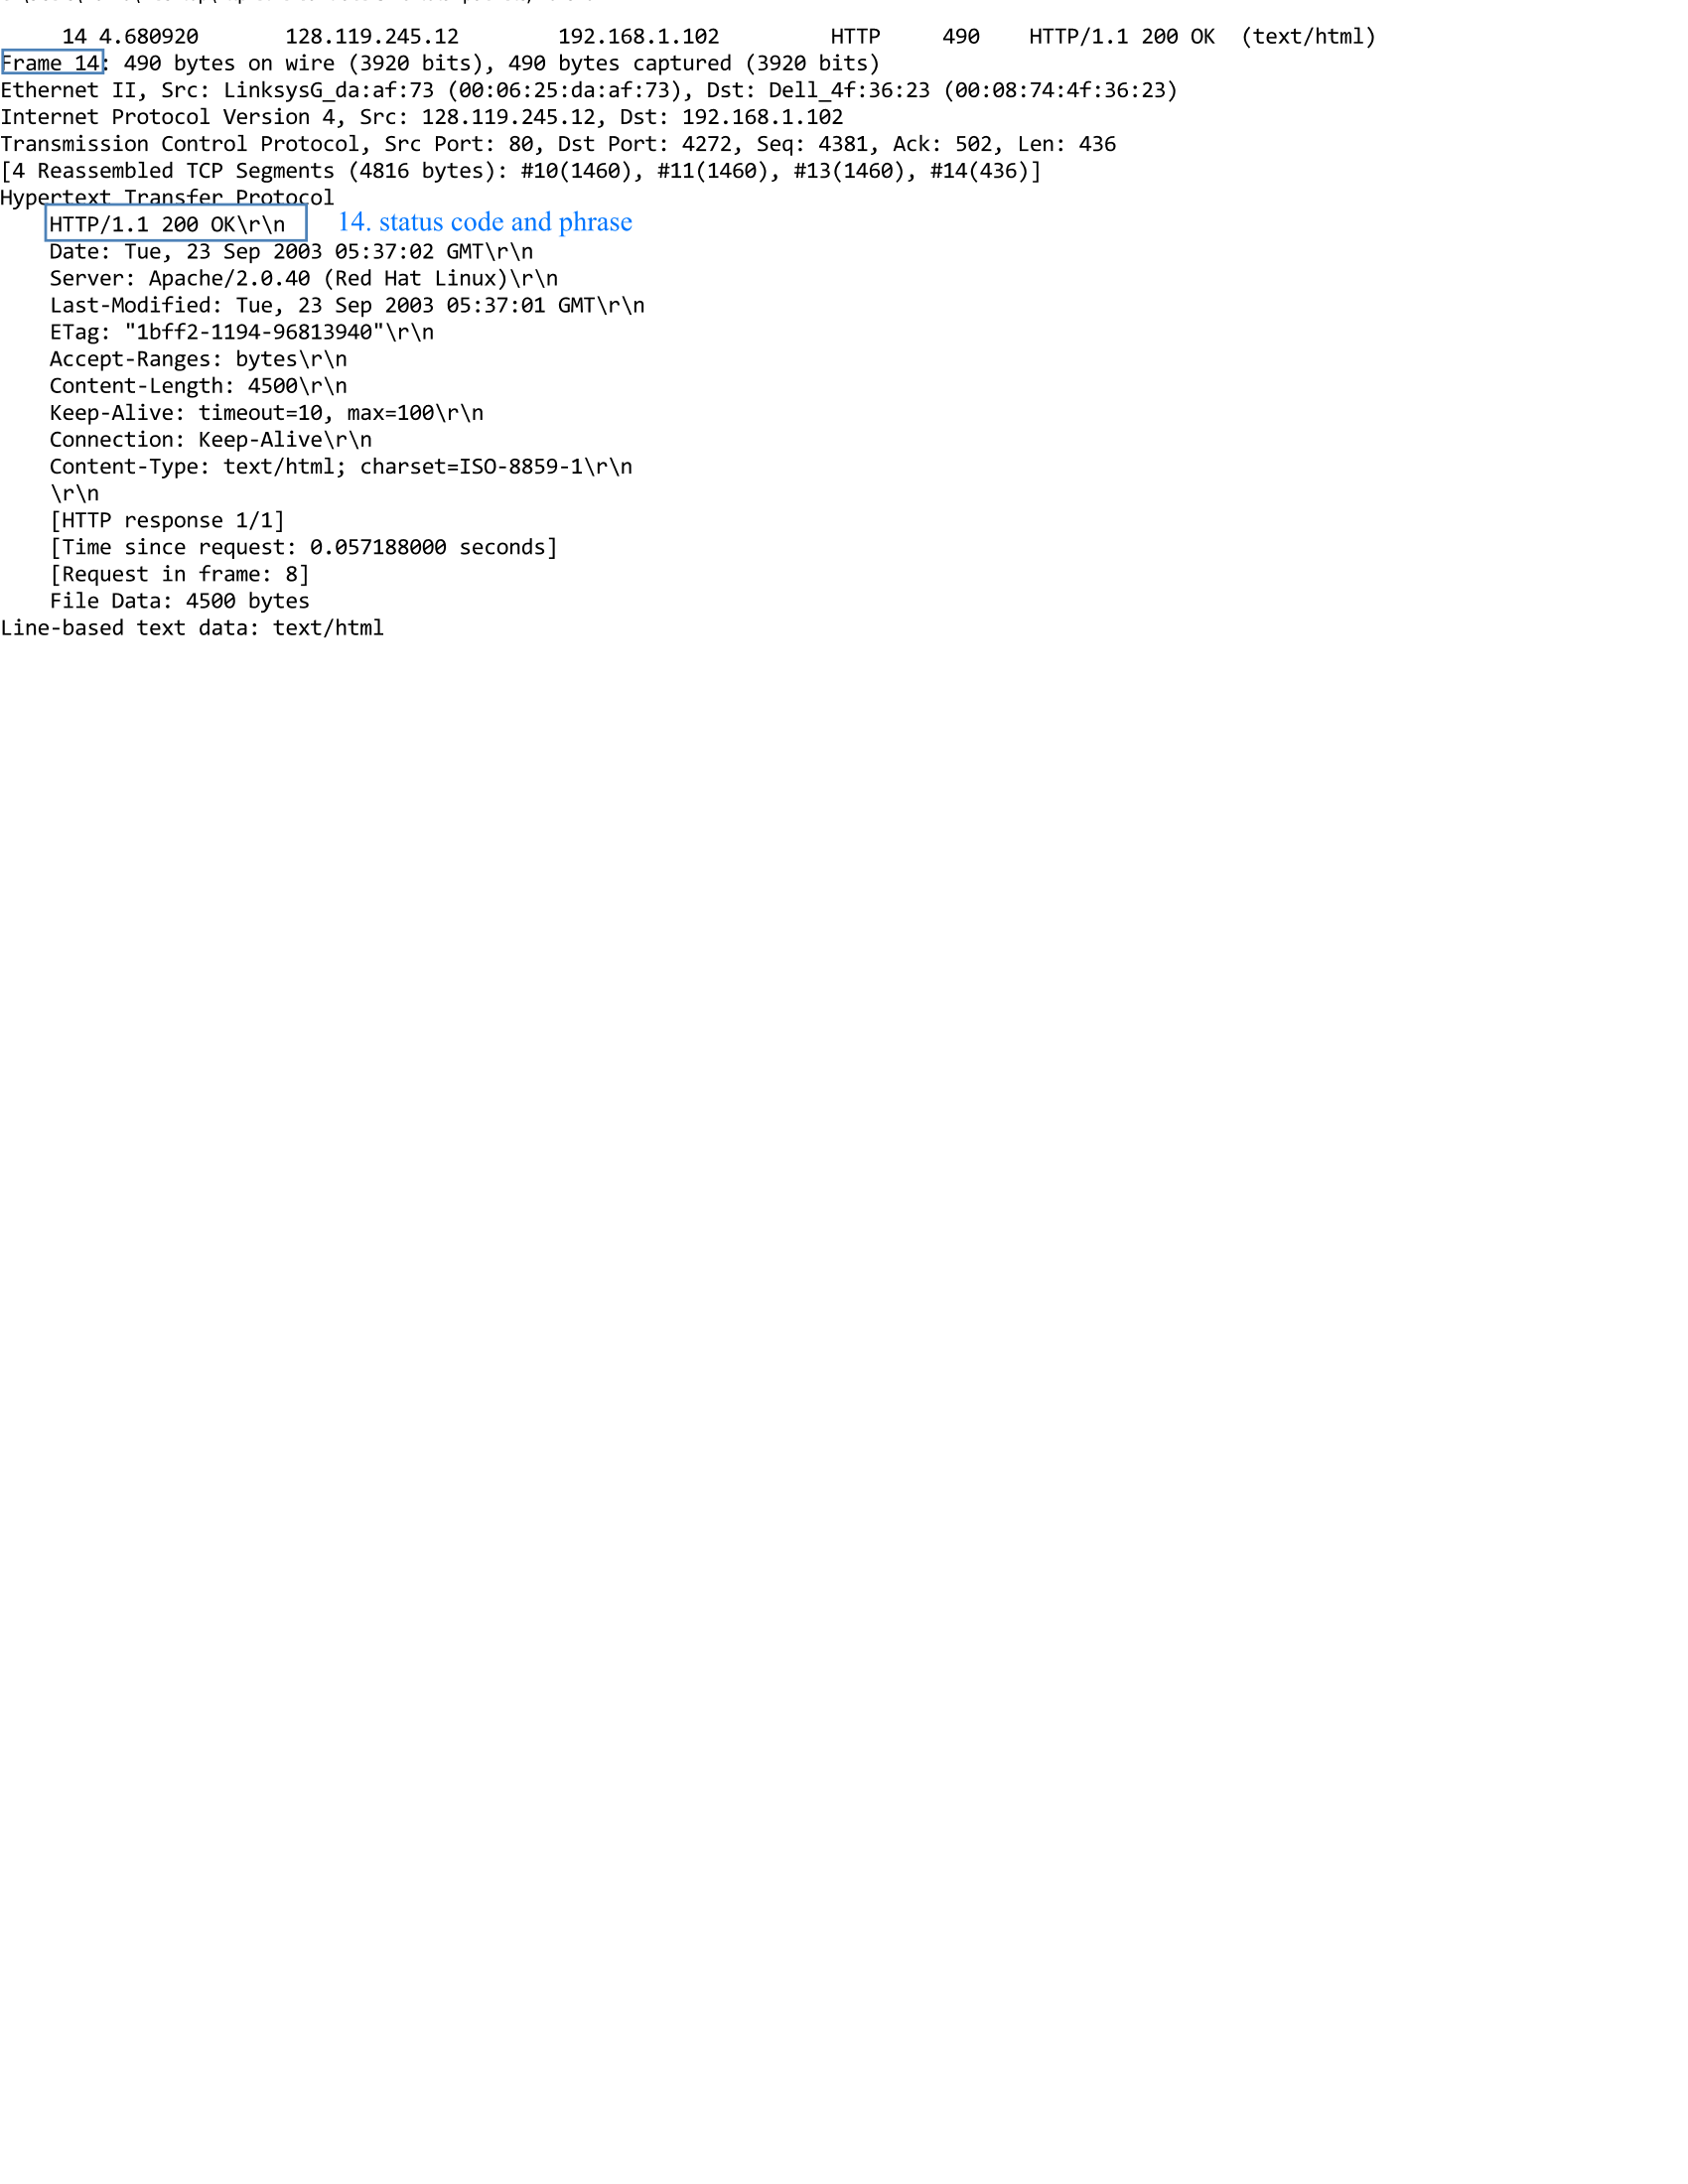 14 4.680920 128.119.245.12 192.168.1.102 HTTP 490 HTTP/1.1 200 OK (text/html)
Frame 14: 490 bytes on wire (3920 bits), 490 bytes captured (3920 bits)
Ethernet II, Src: LinksysG_da:af:73 (00:06:25:da:af:73), Dst: Dell_4f:36:23 (00:08:74:4f:36:23)
Internet Protocol Version 4, Src: 128.119.245.12, Dst: 192.168.1.102
Transmission Control Protocol, Src Port: 80, Dst Port: 4272, Seq: 4381, Ack: 502, Len: 436
[4 Reassembled TCP Segments (4816 bytes): #10(1460), #11(1460), #13(1460), #14(436)]
Hypertext Transfer Protocol
HTTP/1.1 200 OK\r\n 14. status code and phrase
Date: Tue, 23 Sep 2003 05:37:02 GMT\r\n
Server: Apache/2.0.40 (Red Hat Linux)\r\n
Last-Modified: Tue, 23 Sep 2003 05:37:01 GMT\r\n
ETag: "1bff2-1194-96813940"\r\n
Accept-Ranges: bytes\r\n
Content-Length: 4500\r\n
Keep-Alive: timeout=10, max=100\r\n
Connection: Keep-Alive\r\n
Content-Type: text/html; charset=ISO-8859-1\r\n
\r\n
[HTTP response 1/1]
[Time since request: 0.057188000 seconds]
[Request in frame: 8]
File Data: 4500 bytes
Line-based text data: text/html